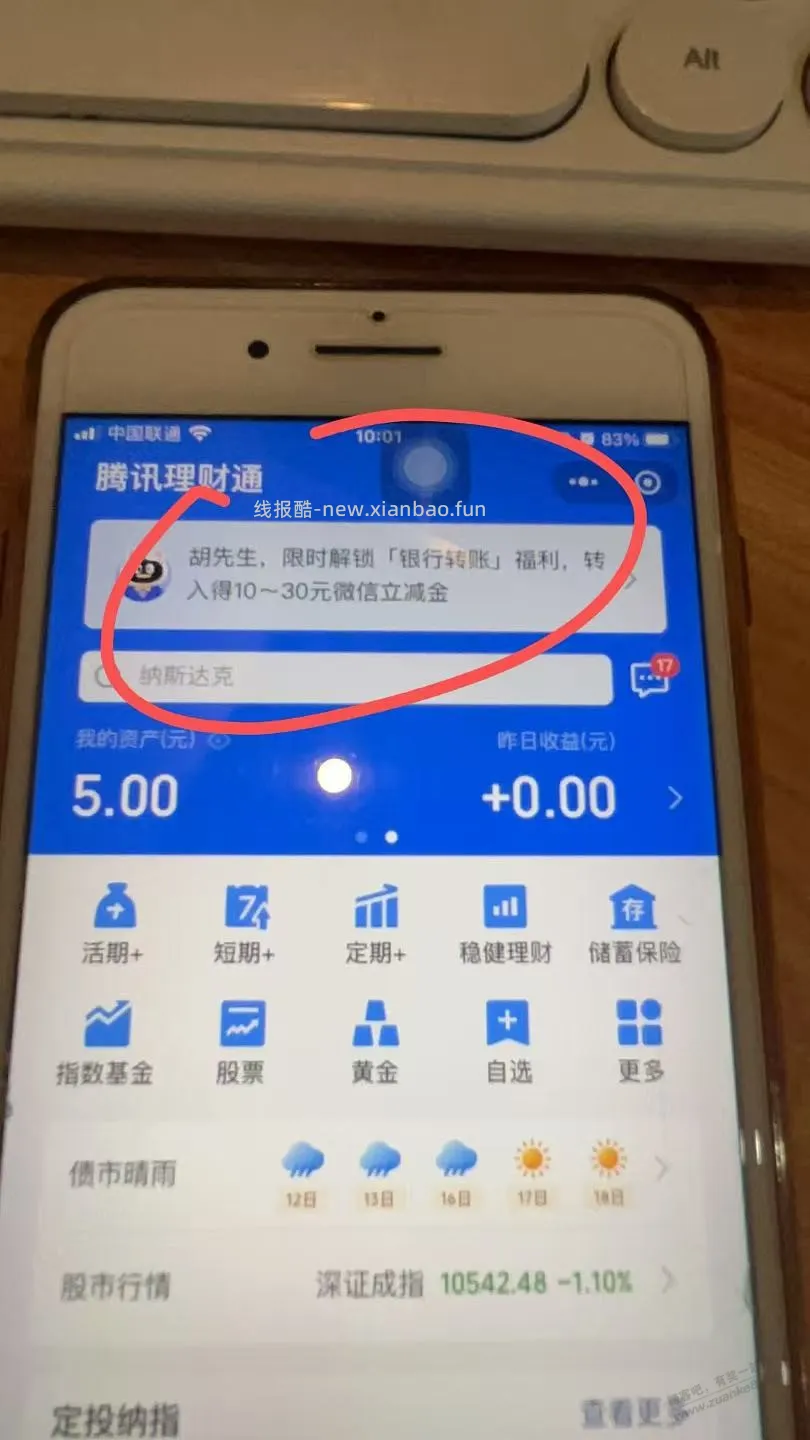 Alt
中国联通
10:01
83%
腾讯理财通
线报酷-new.xianbao.fun
胡先生，限时解锁「银行转账」福利，转
入得10～30元微信立减金
纳斯达克
17
我的资产(元)
昨日收益(元)
5.00
+0.00
活期+
短期+
定期+
稳健理财
储蓄保险
7
存
指数基金
股票
黄金
自选
更多
债市晴雨
12日
13日
16日
17日
18日
股市行情
深证成指 10542.48 -1.10%
定投纳指
查看更